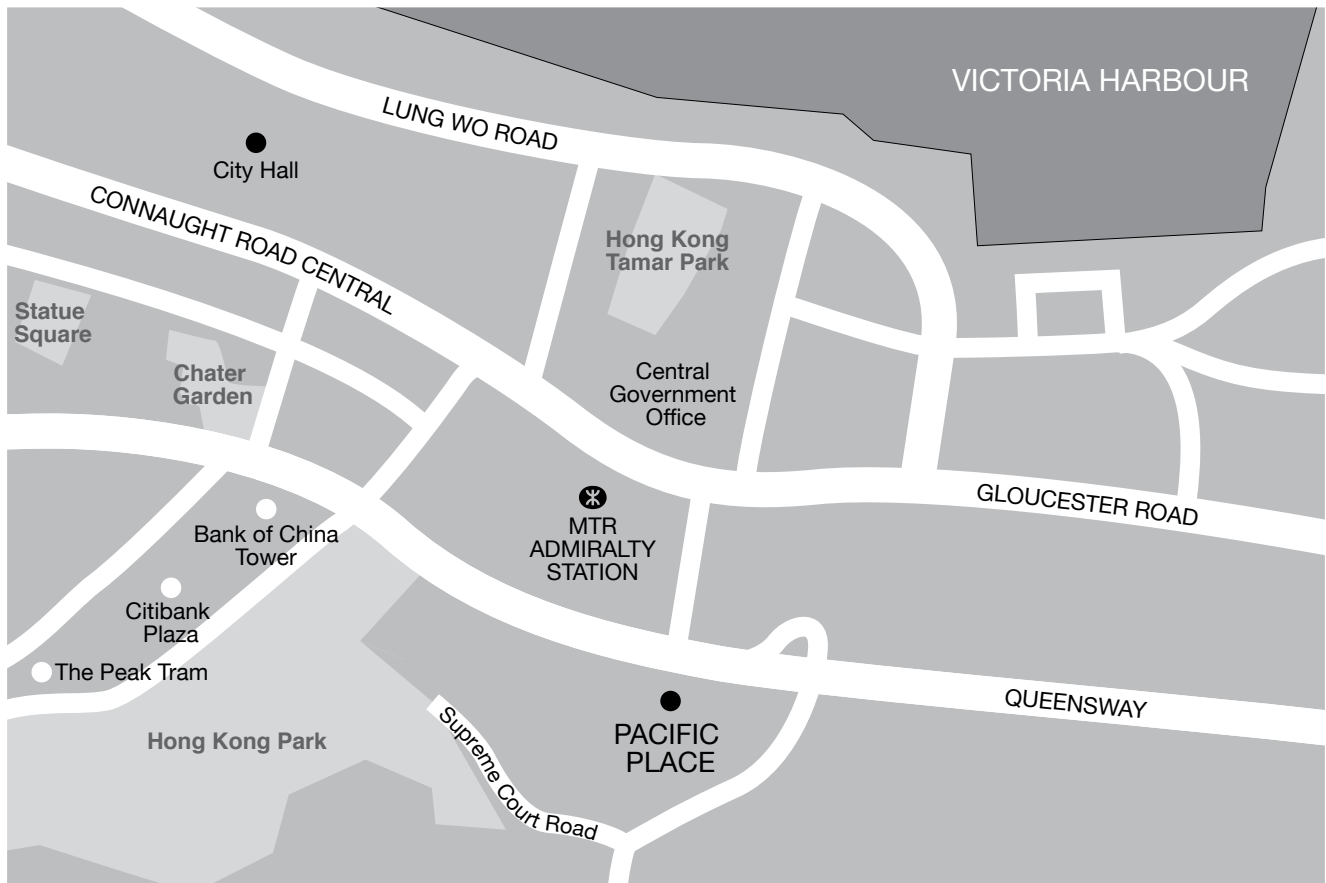 VICTORIA HARBOUR
LUNG WO ROAD
City Hall
CONNAUGHT ROAD CENTRAL
Hong Kong
Tamar Park
Statue
Square
Chater
Garden
Central
Government
Office
GLOUCESTER ROAD
MTR
ADMIRALTY
STATION
Bank of China
Tower
Citibank
Plaza
The Peak Tram
QUEENSWAY
PACIFIC
PLACE
Hong Kong Park
Supreme Court Road